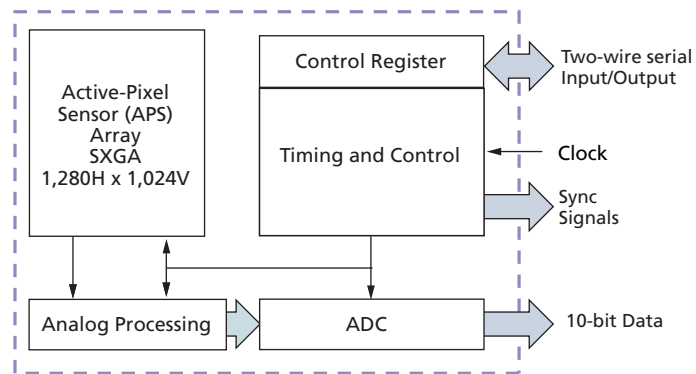 Active-Pixel
Sensor (APS)
Array
SXGA
1,280H x 1,024V
Control Register
Timing and Control
Two-wire serial
Input/Output
Clock
Sync
Signals
Analog Processing
ADC
10-bit Data